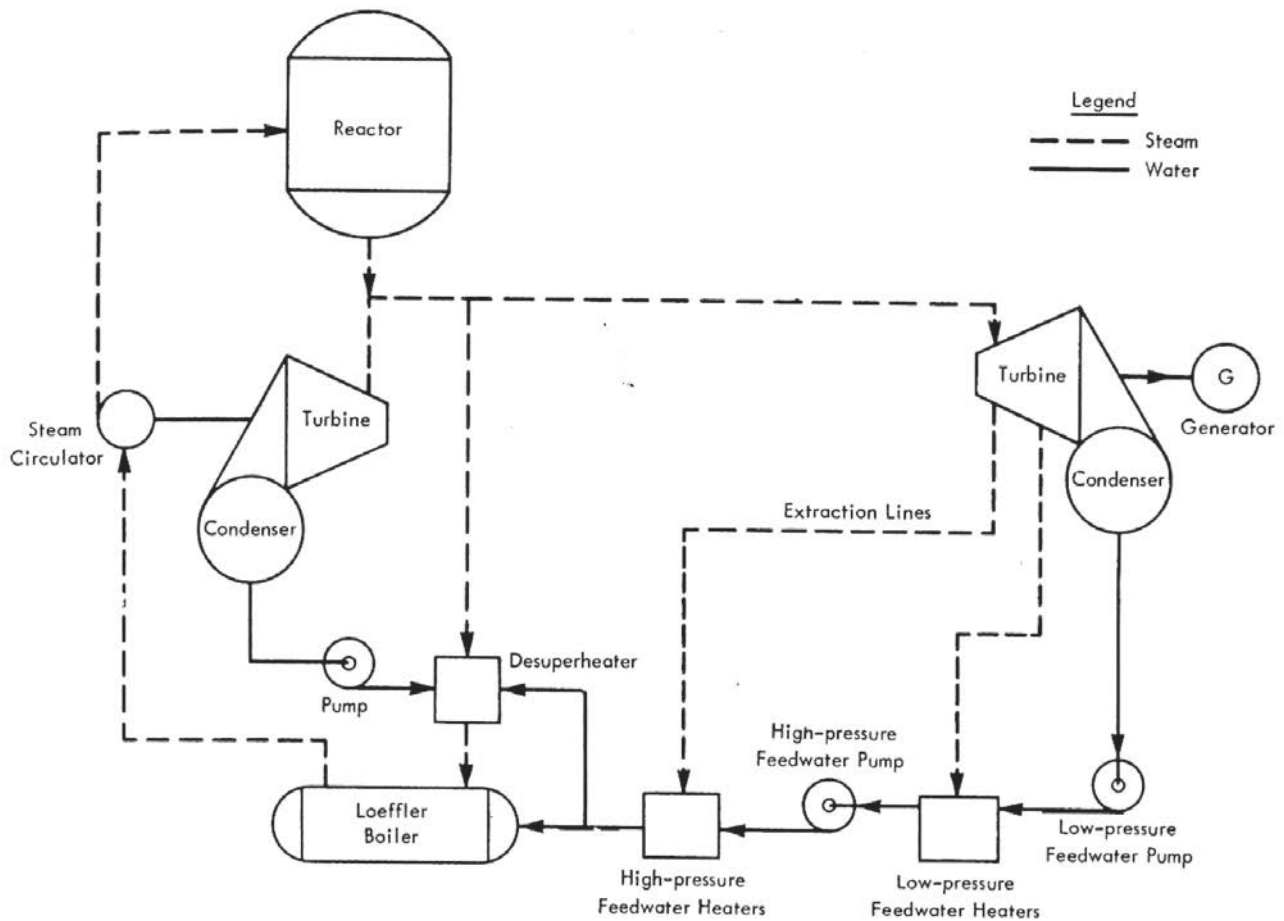 Reactor
Legend
Steam
Water
Turbine
Steam
Circulator
Condenser
Turbine
G
Generator
Condenser
Extraction Lines
Desuperheater
Pump
High-pressure
Feedwater Pump
Low-pressure
Feedwater Pump
Loeffler
Boiler
High-pressure
Feedwater Heaters
Low-pressure
Feedwater Heaters